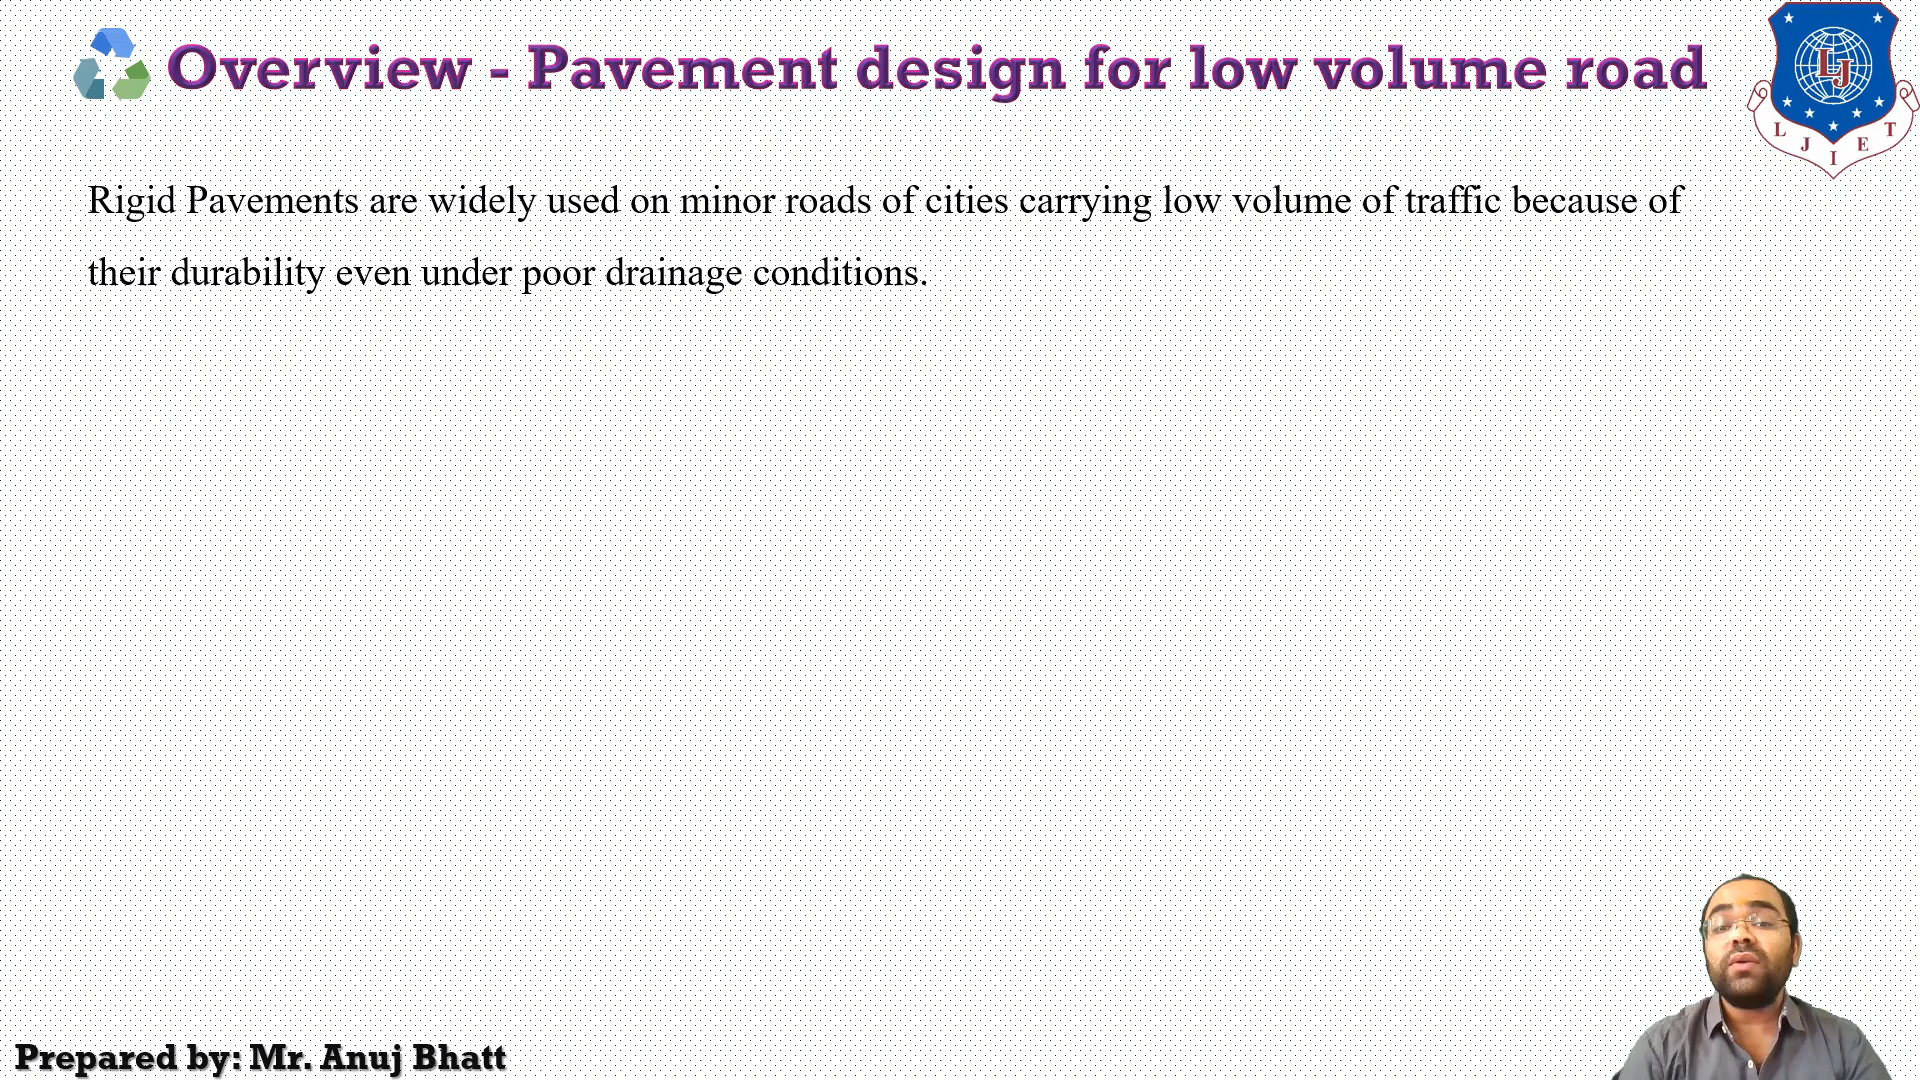 Overview - Pavement design for low volume road
LJ
L J I E T
Rigid Pavements are widely used on minor roads of cities carrying low volume of traffic because of
their durability even under poor drainage conditions.
Prepared by: Mr. Anuj Bhatt